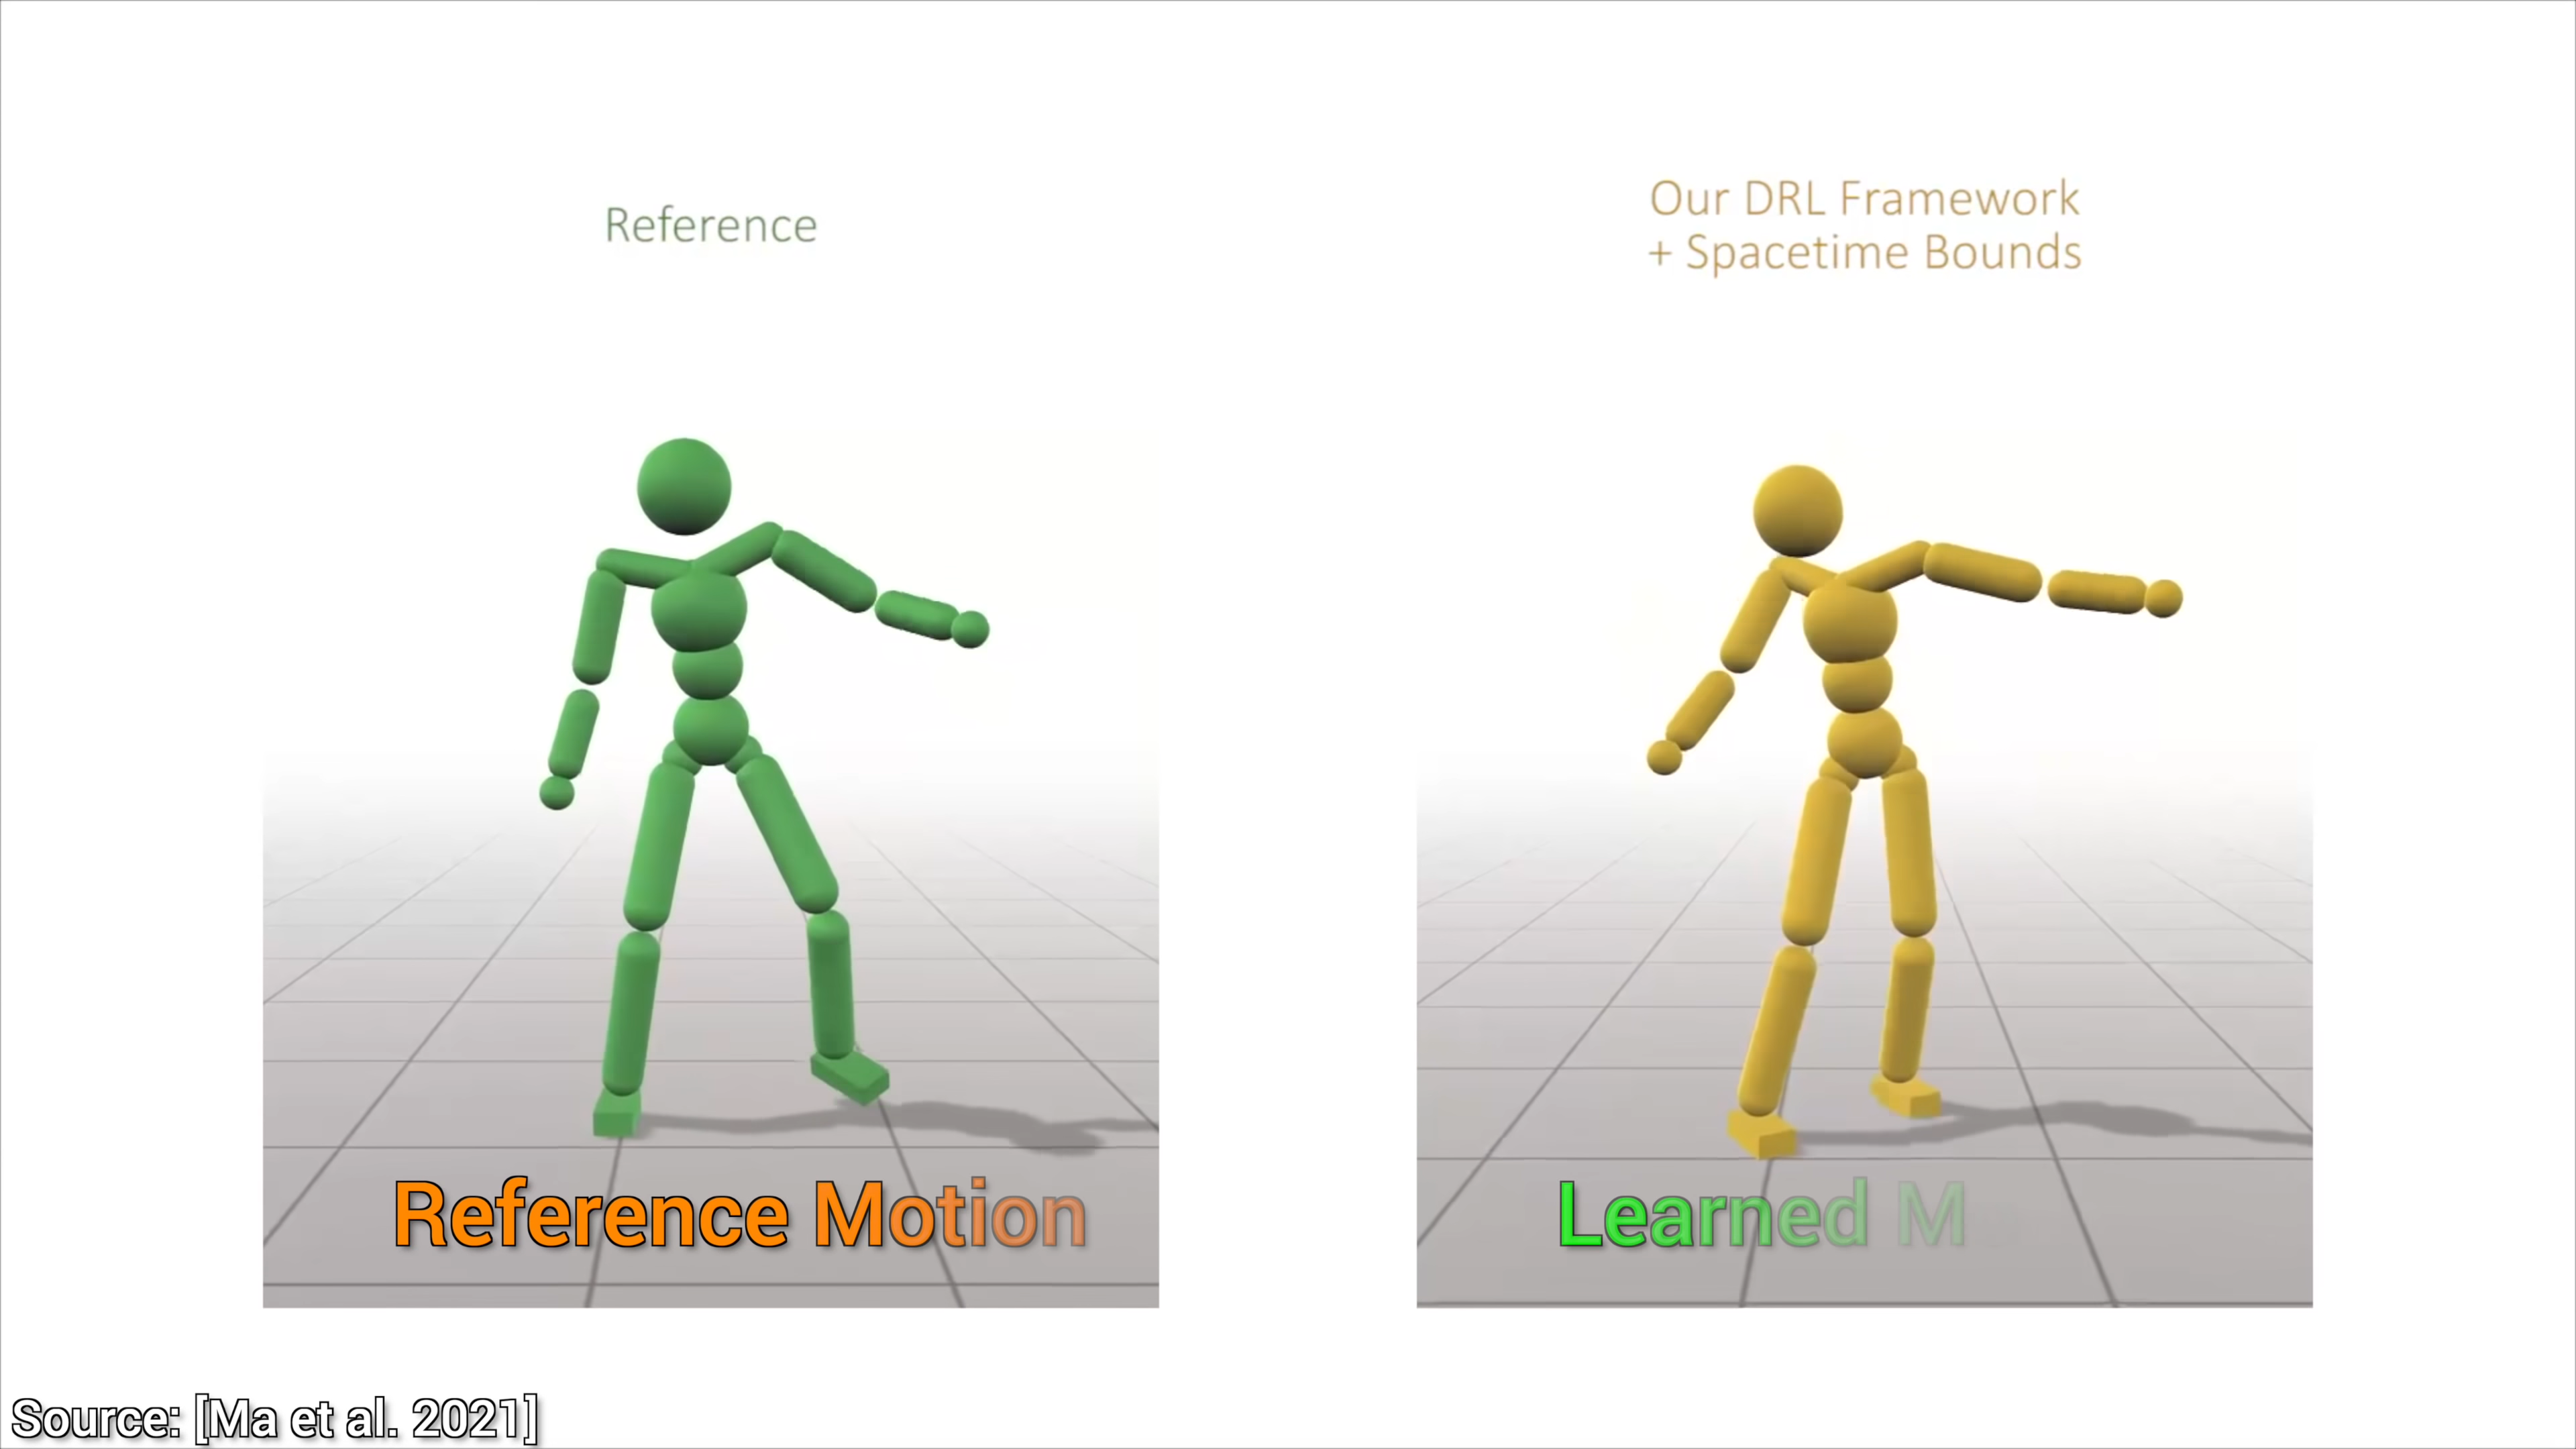 Reference
Our DRL Framework
+ Spacetime Bounds
Reference Motion
Learned M
Source: [Ma et al. 2021]